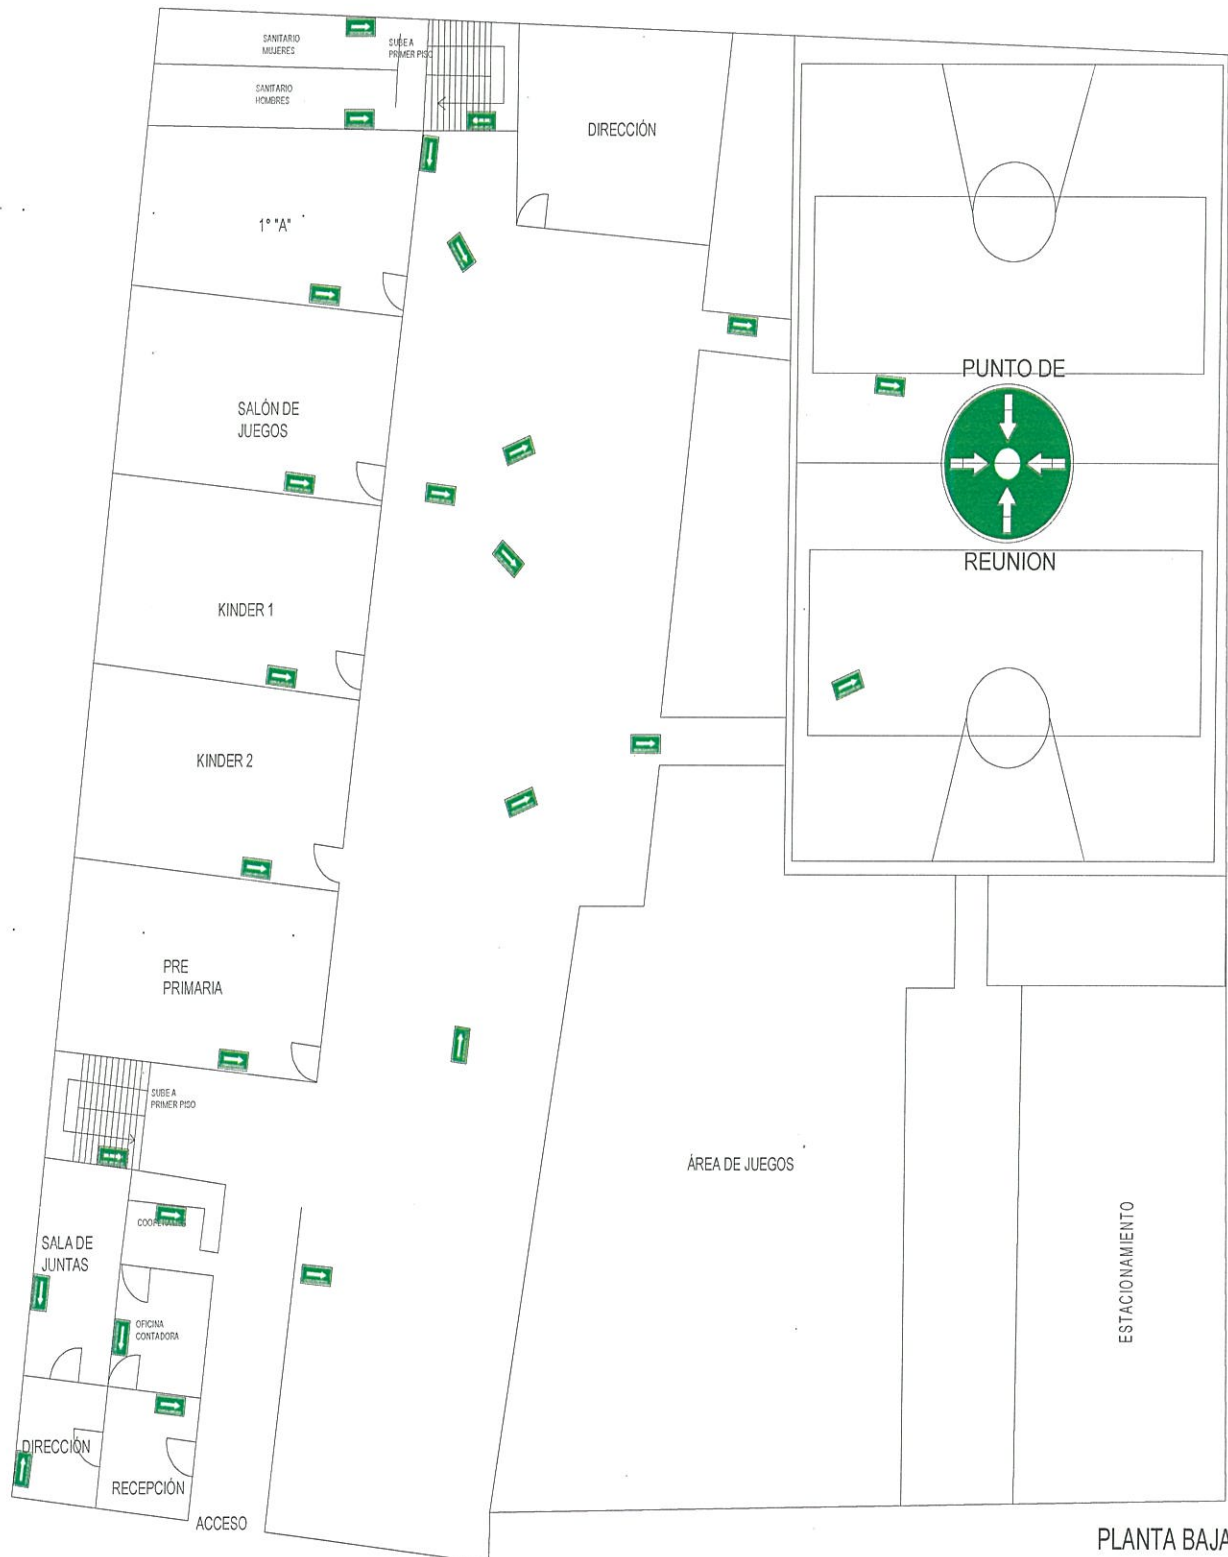 SANITARIO
MUJERES
SUBE A
PRIMER PISO
SANITARIO
HOMBRES
DIRECCIÓN
1° "A"
PUNTO DE
REUNION
SALÓN DE
JUEGOS
KINDER 1
KINDER 2
PRE
PRIMARIA
SUBE A
PRIMER PISO
ÁREA DE JUEGOS
ESTACIONAMIENTO
SALA DE
JUNTAS
OFICINA
CONTADORA
DIRECCIÓN
RECEPCIÓN
ACCESO
PLANTA BAJA